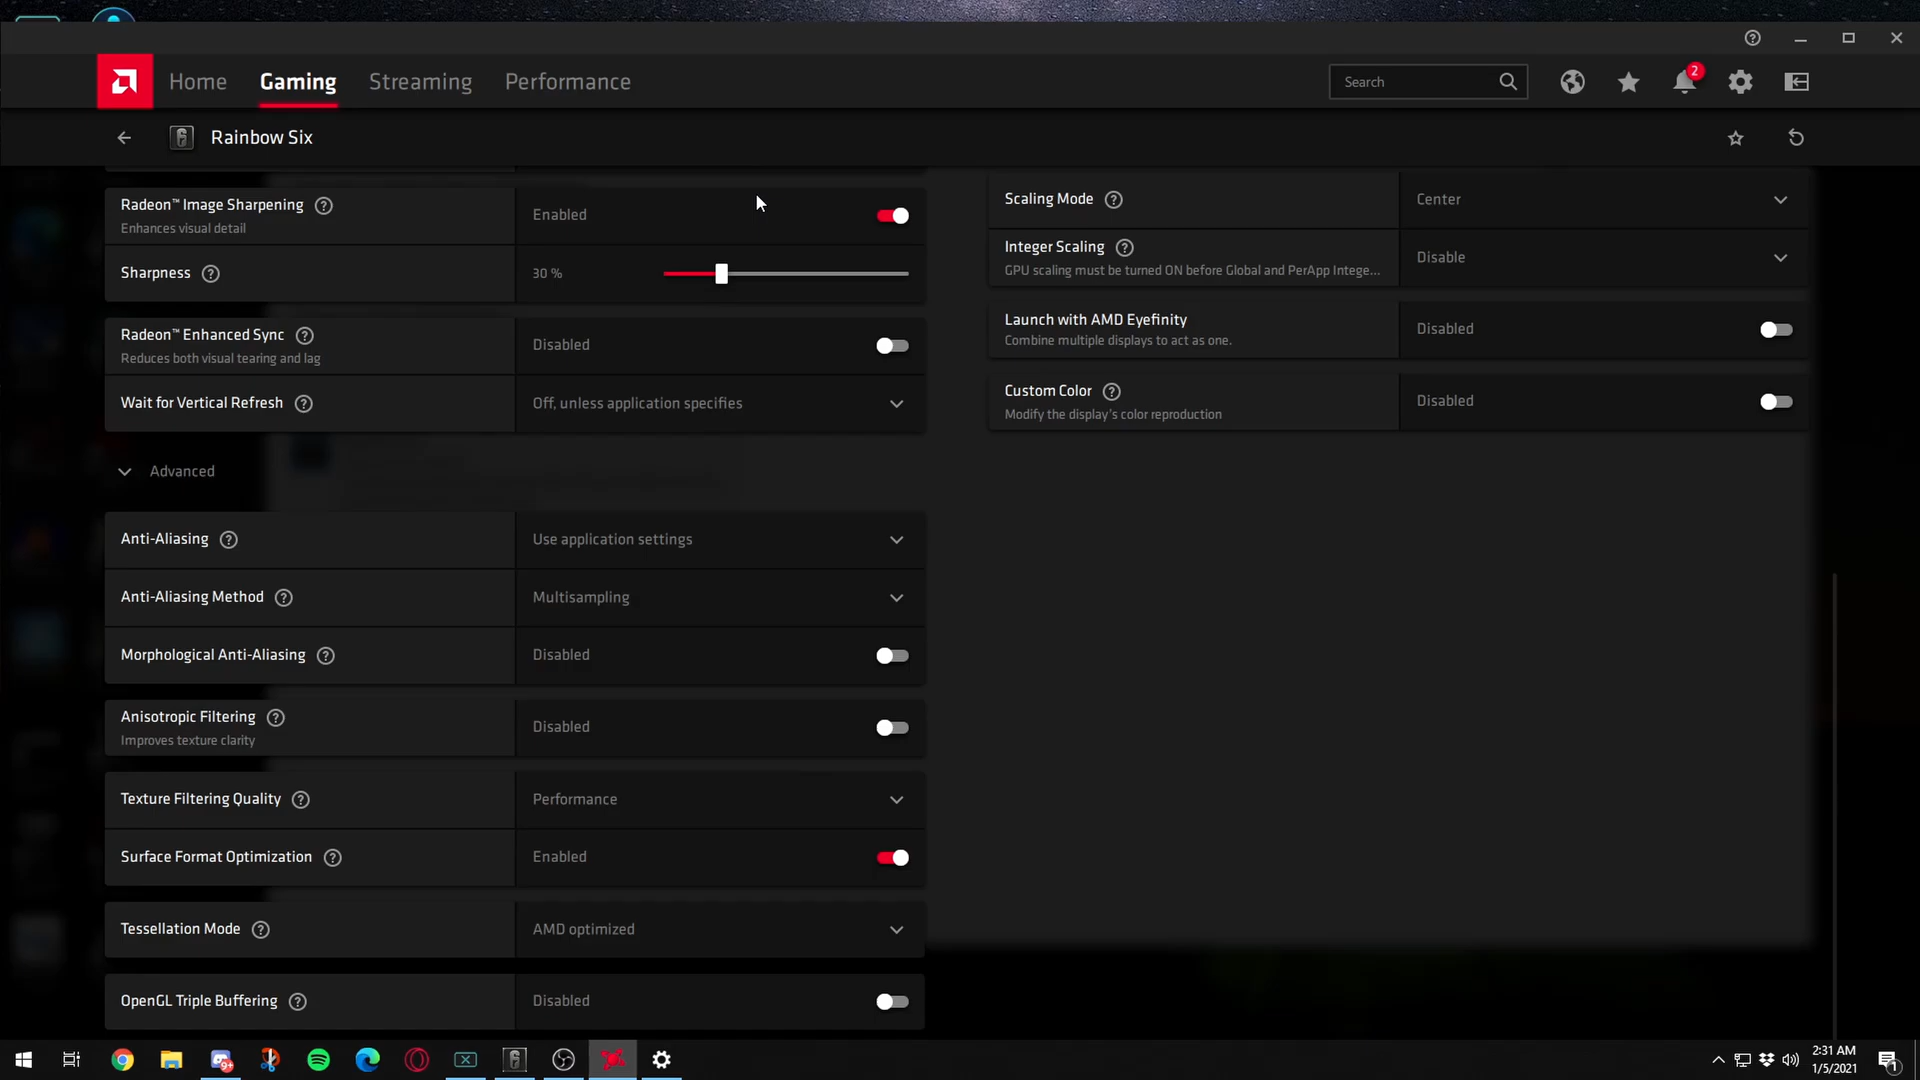 Home Gaming Streaming Performance
Search
2
Rainbow Six
Radeon™ Image Sharpening
Enhances visual detail
Enabled
Sharpness
30 %
Radeon™ Enhanced Sync
Reduces both visual tearing and lag
Disabled
Wait for Vertical Refresh
Off, unless application specifies
Advanced
Anti-Aliasing
Use application settings
Anti-Aliasing Method
Multisampling
Morphological Anti-Aliasing
Disabled
Anisotropic Filtering
Improves texture clarity
Disabled
Texture Filtering Quality
Performance
Surface Format Optimization
Enabled
Tessellation Mode
AMD optimized
OpenGL Triple Buffering
Disabled
Scaling Mode
Center
Integer Scaling
GPU scaling must be turned ON before Global and PerApp Intege...
Disable
Launch with AMD Eyefinity
Combine multiple displays to act as one.
Disabled
Custom Color
Modify the display's color reproduction
Disabled
9+
2:31 AM
1/5/2021
1